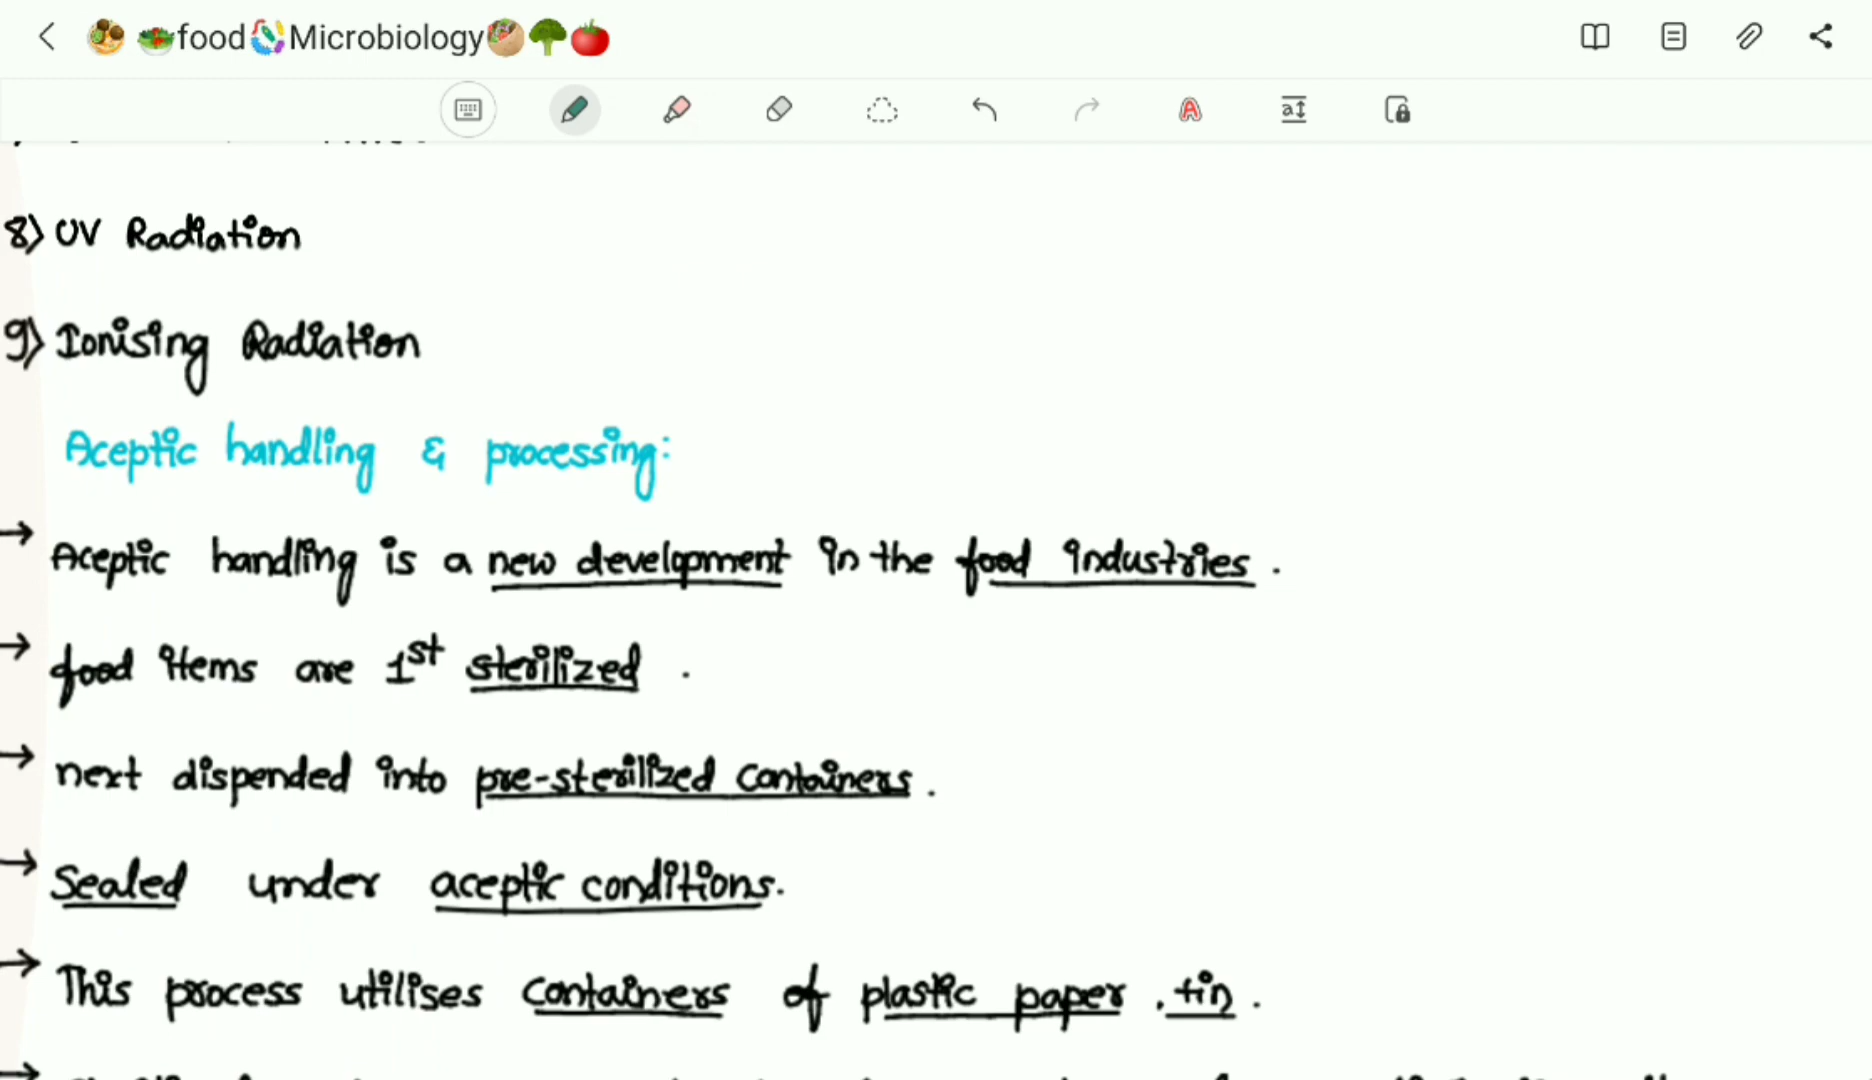 food Microbiology
8) UV Radiation
9) Ionising Radiation
Aceptic handling & processing:
→ Aceptic handling is a new development in the food industries.
→ food items are 1st sterilized.
→ next dispended into pre-sterilized containers.
→ Sealed under aceptic conditions.
→ This process utilises containers of plastic paper, tin.